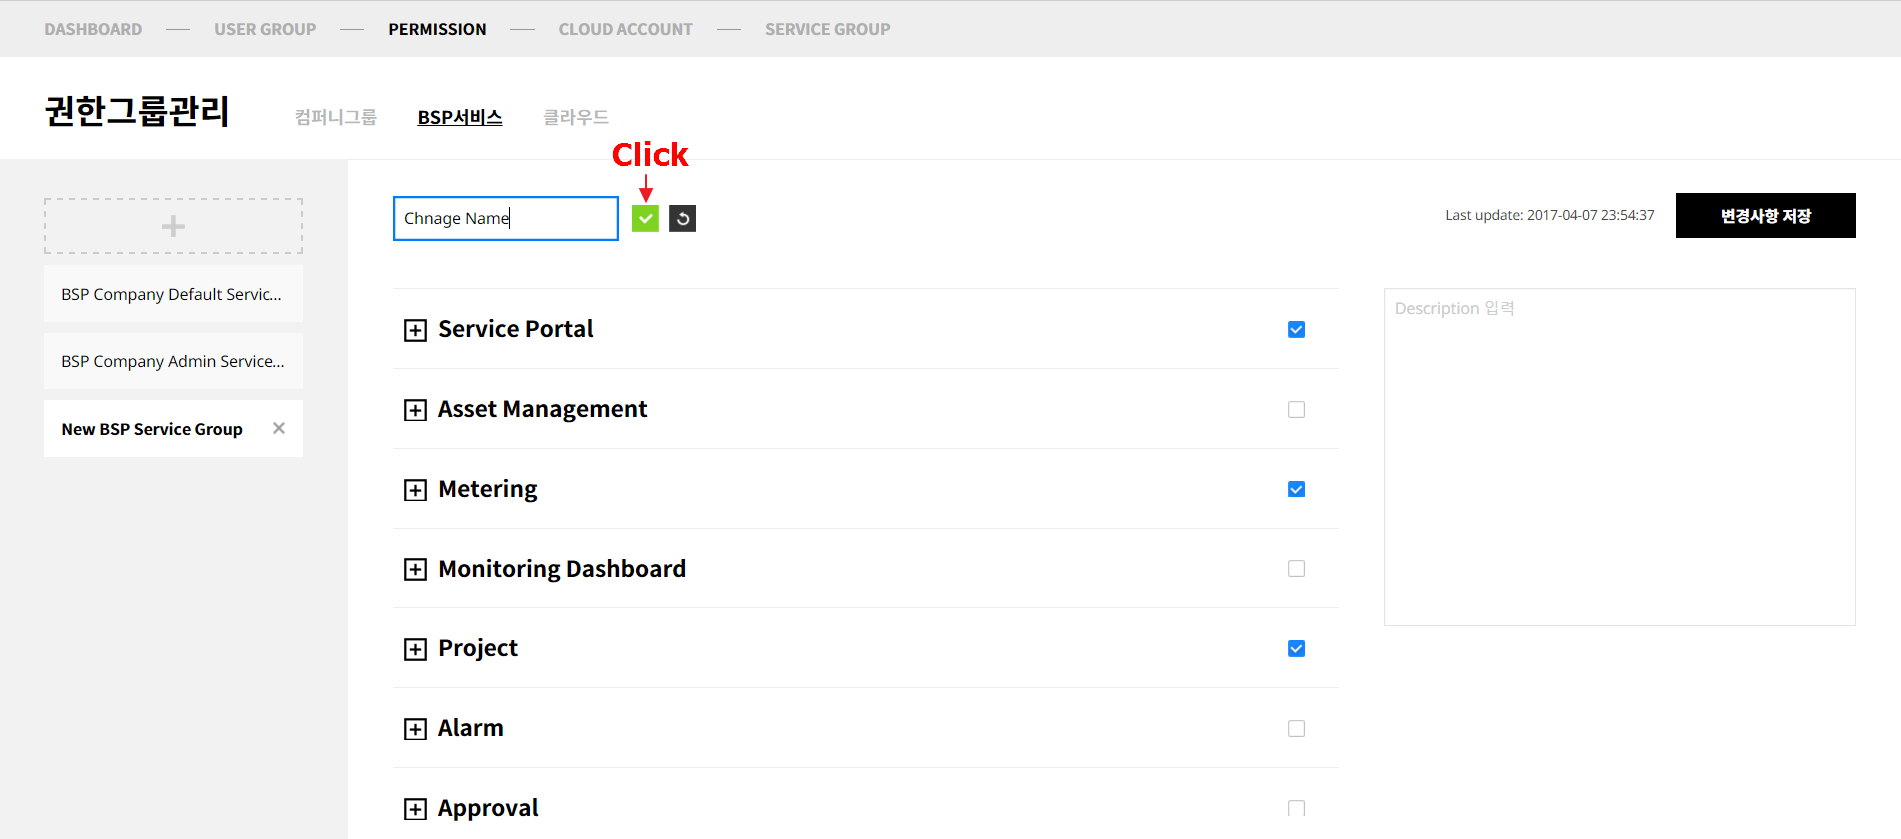 DASHBOARD — USER GROUP — PERMISSION — CLOUD ACCOUNT — SERVICE GROUP
권한그룹관리 컴퍼니그룹 BSP서비스 클라우드
Click
Chnage Name
Last update: 2017-04-07 23:54:37 변경사항 저장
BSP Company Default Servic...
BSP Company Admin Service...
New BSP Service Group
Service Portal
Asset Management
Metering
Monitoring Dashboard
Project
Alarm
Approval
Description 입력